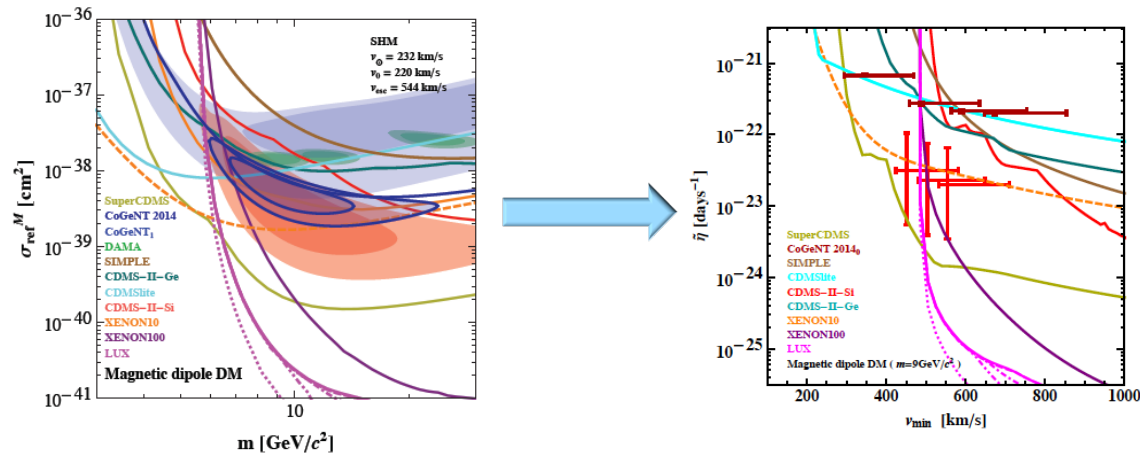 10⁻³⁶
10⁻³⁷
10⁻³⁸
10⁻³⁹
10⁻⁴⁰
10⁻⁴¹
σ_ref^M [cm²]
SHM
v_⊙ = 232 km/s
v₀ = 220 km/s
v_esc = 544 km/s
SuperCDMS
CoGeNT 2014
CoGeNT₁
DAMA
SIMPLE
CDMS−II−Ge
CDMSlite
CDMS−II−Si
XENON10
XENON100
LUX
Magnetic dipole DM
10
m [GeV/c²]
10⁻²¹
10⁻²²
10⁻²³
10⁻²⁴
10⁻²⁵
η̃ [days⁻¹]
SuperCDMS
CoGeNT 2014₀
SIMPLE
CDMSlite
CDMS−II−Si
CDMS−II−Ge
XENON10
XENON100
LUX
Magnetic dipole DM ( m=9GeV/c² )
200 400 600 800 1000
v_min [km/s]